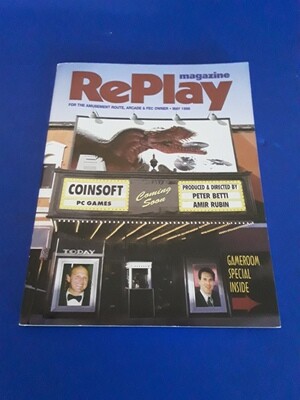 RePlay
magazine
FOR THE AMUSEMENT ROUTE, ARCADE & FEC OWNER • MAY 1999
COINSOFT
PC GAMES
Coming
Soon
PRODUCED & DIRECTED BY
PETER BETTI
AMIR RUBIN
TODAY
GAMEROOM
SPECIAL
INSIDE